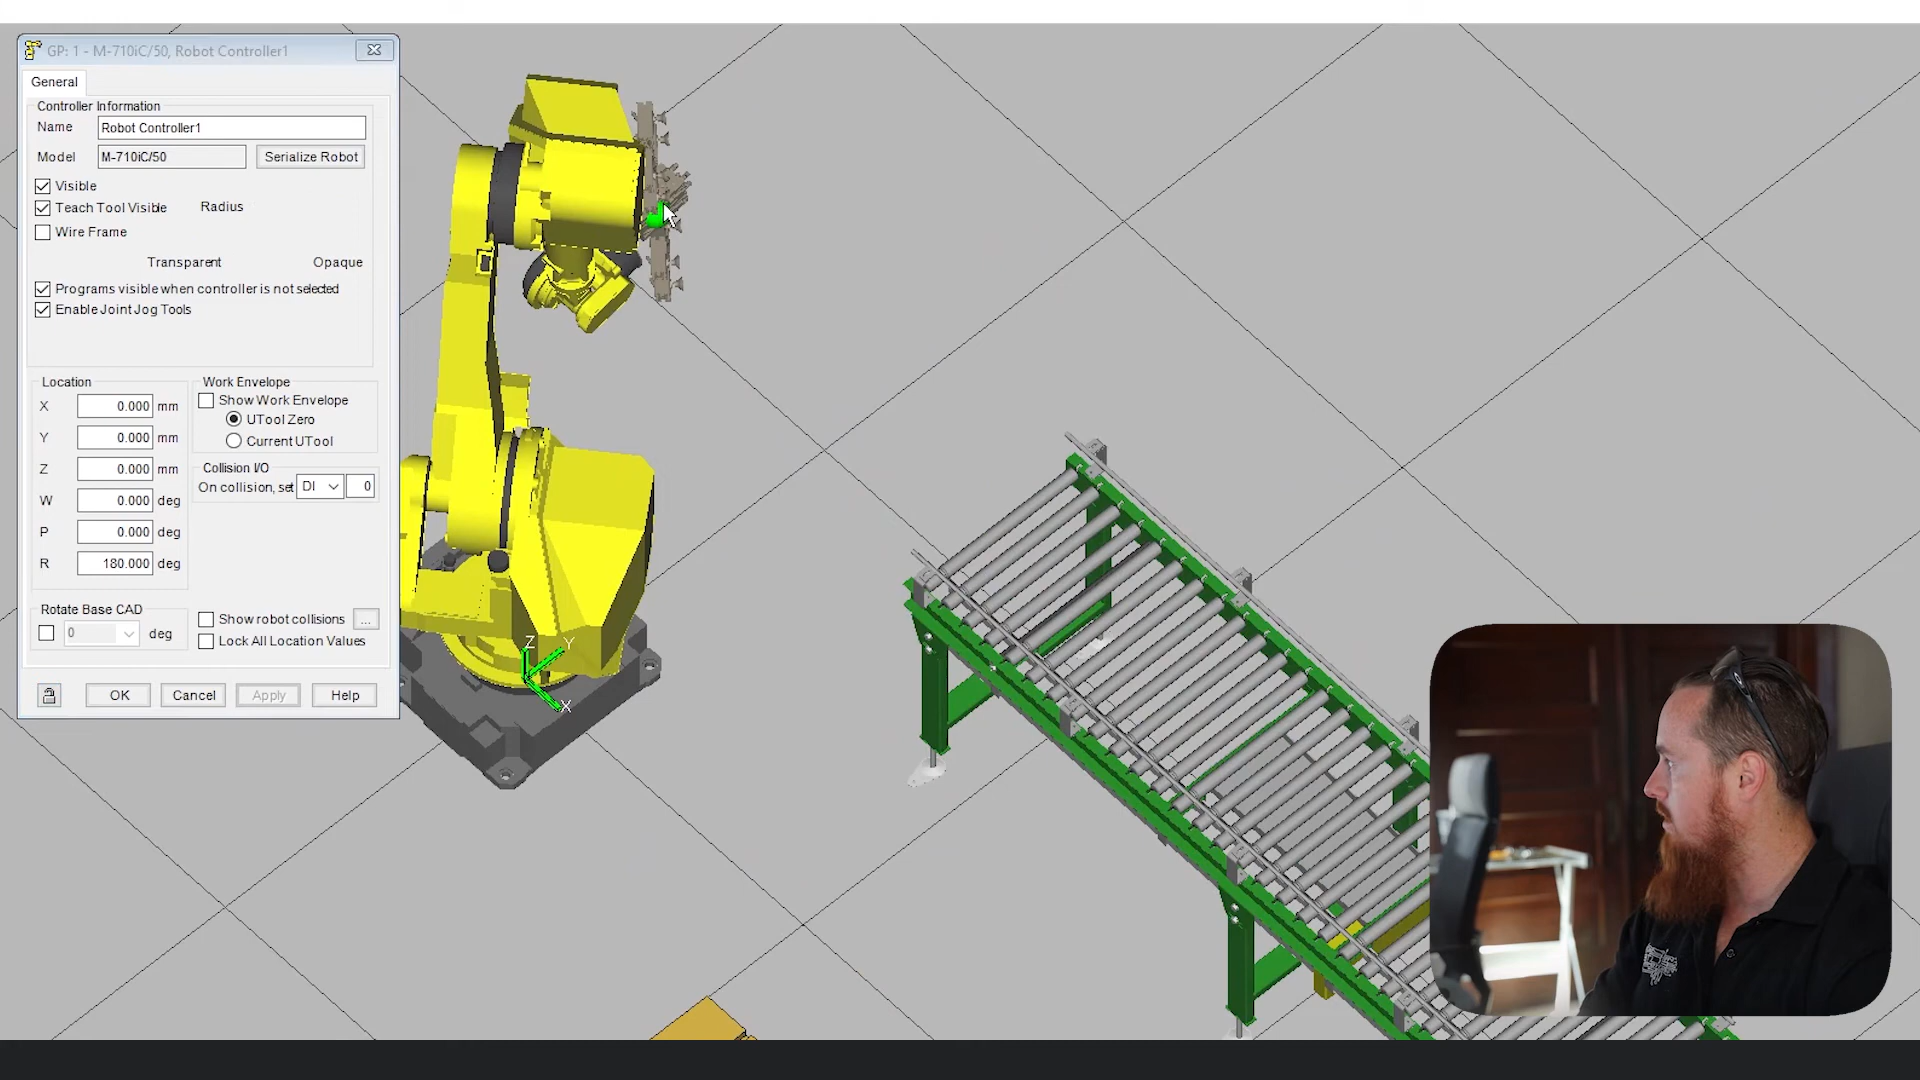 GP: 1 - M-710iC/50, Robot Controller1
General
Controller Information
Name Robot Controller1
Model M-710iC/50 Serialize Robot
Visible
Teach Tool Visible Radius
Wire Frame
Transparent Opaque
Programs visible when controller is not selected
Enable Joint Jog Tools
Location
X 0.000 mm
Y 0.000 mm
Z 0.000 mm
W 0.000 deg
P 0.000 deg
R 180.000 deg
Work Envelope
Show Work Envelope
UTool Zero
Current UTool
Collision I/O
On collision, set DI 0
Rotate Base CAD
0 deg
Show robot collisions ...
Lock All Location Values
OK Cancel Apply Help
Z Y
X